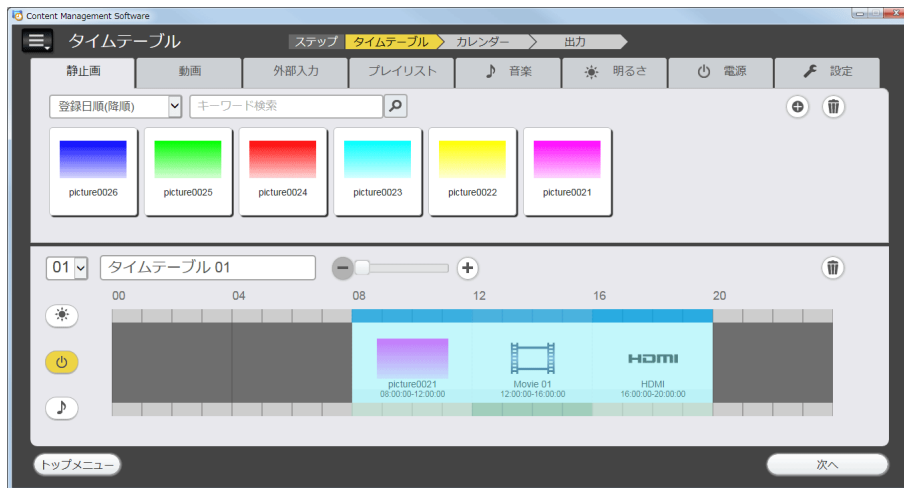 Content Management Software
タイムテーブル
ステップ タイムテーブル カレンダー 出力
静止画 動画 外部入力 プレイリスト 音楽 明るさ 電源 設定
登録日順(降順) キーワード検索
picture0026 picture0025 picture0024 picture0023 picture0022 picture0021
01 タイムテーブル 01
00 04 08 12 16 20
HDMI
picture0021 Movie 01 HDMI
08:00:00-12:00:00 12:00:00-16:00:00 16:00:00-20:00:00
トップメニュー 次へ